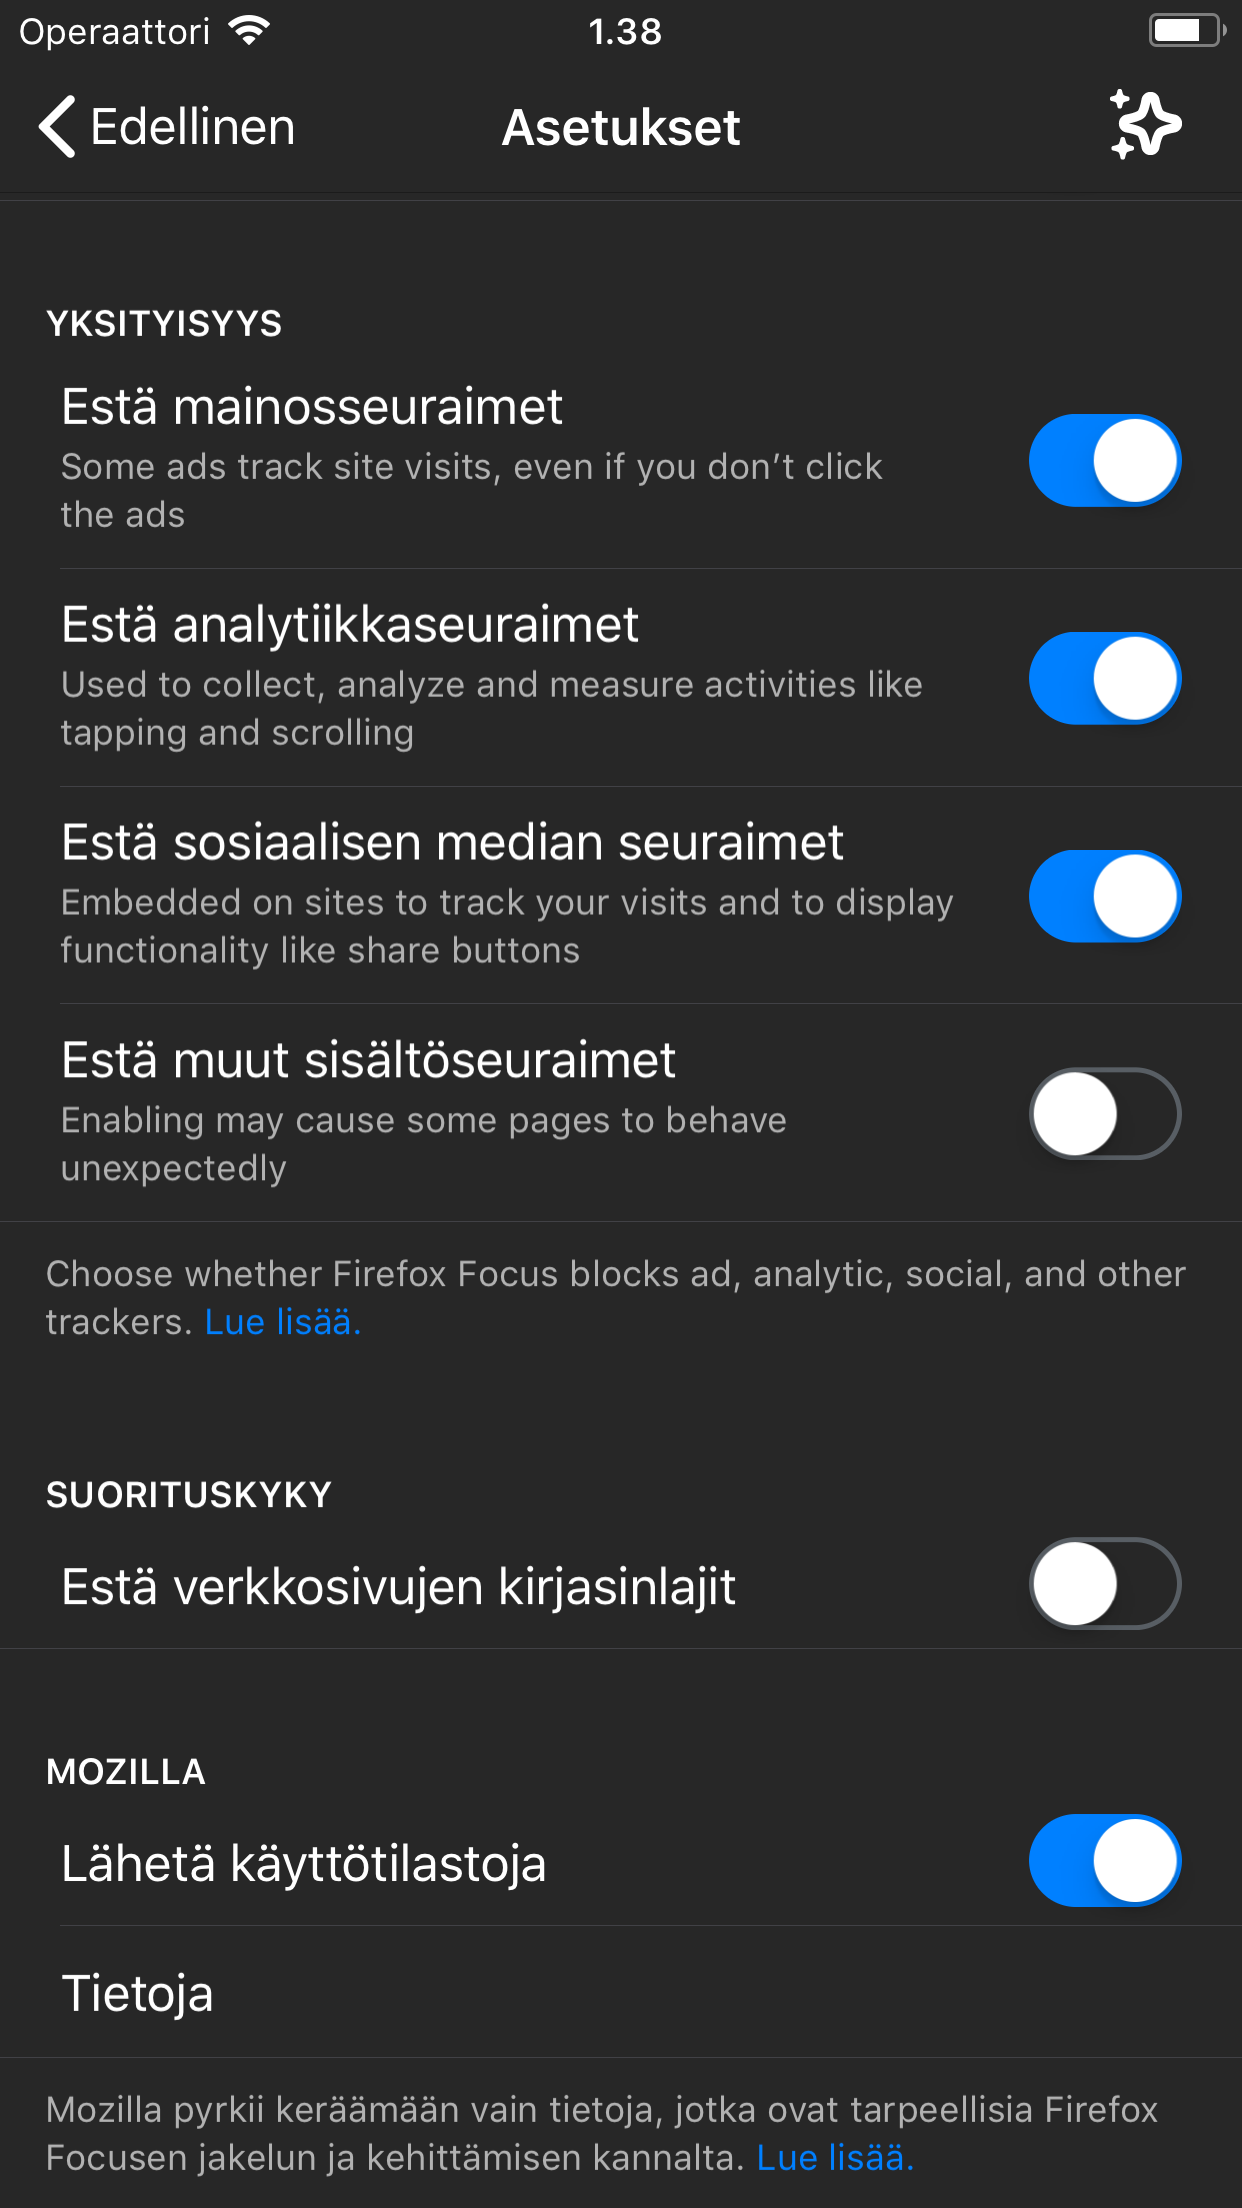 Operaattori
1.38
Edellinen
Asetukset
YKSITYISYYS
Estä mainosseuraimet
Some ads track site visits, even if you don’t click
the ads
Estä analytiikkaseuraimet
Used to collect, analyze and measure activities like
tapping and scrolling
Estä sosiaalisen median seuraimet
Embedded on sites to track your visits and to display
functionality like share buttons
Estä muut sisältöseuraimet
Enabling may cause some pages to behave
unexpectedly
Choose whether Firefox Focus blocks ad, analytic, social, and other
trackers. Lue lisää.
SUORITUSKYKY
Estä verkkosivujen kirjasinlajit
MOZILLA
Lähetä käyttötilastoja
Tietoja
Mozilla pyrkii keräämään vain tietoja, jotka ovat tarpeellisia Firefox
Focusen jakelun ja kehittämisen kannalta. Lue lisää.